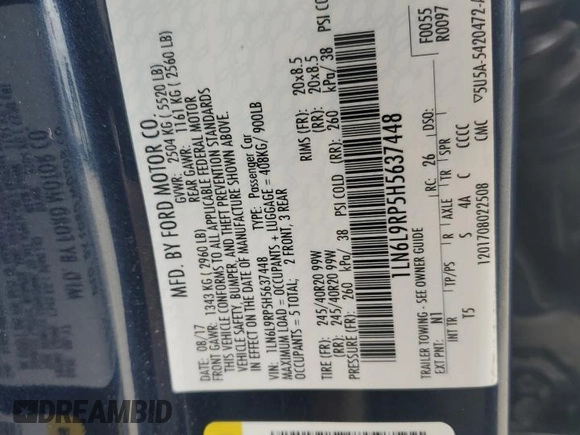 MFD. BY FORD MOTOR CO.
DATE: 08/17 GVWR: 2504 KG ( 5520 LB)
FRONT GAWR: 1343 KG ( 2960 LB) REAR GAWR: 1161 KG ( 2560 LB)
THIS VEHICLE CONFORMS TO ALL APPLICABLE FEDERAL MOTOR
VEHICLE SAFETY, BUMPER, AND THEFT STANDARDS SHOWN ABOVE.
IN EFFECT ON THE DATE OF MANUFACTURE
VIN: 1LN6L9RP5H5637448 TYPE: Passenger Car
MAXIMUM LOAD = OCCUPANTS + LUGGAGE = 408KG/ 900LB
OCCUPANTS = 5 TOTAL; 2 FRONT, 3 REAR
TIRE (FR): 245/40R20 99W RIMS (FR): 20x8.5
TIRE (RR): 245/40R20 99W (RR): 20x8.5
PRESSURE (FR): 260 kPa/ 38 PSI COLD (RR): 260 kPa/ 38 PSI COLD
1LN6L9RP5H5637448
F0055
R0097
TRAILER TOWING - SEE OWNER GUIDE
EXT PNT: N1 RC: 26 DSO:
INT TR TP/PS R AXLE TR SPR
T5 S 4A C CCCC
1201708022508 CMC
▽5U5A-5420472-A
DREAMBID